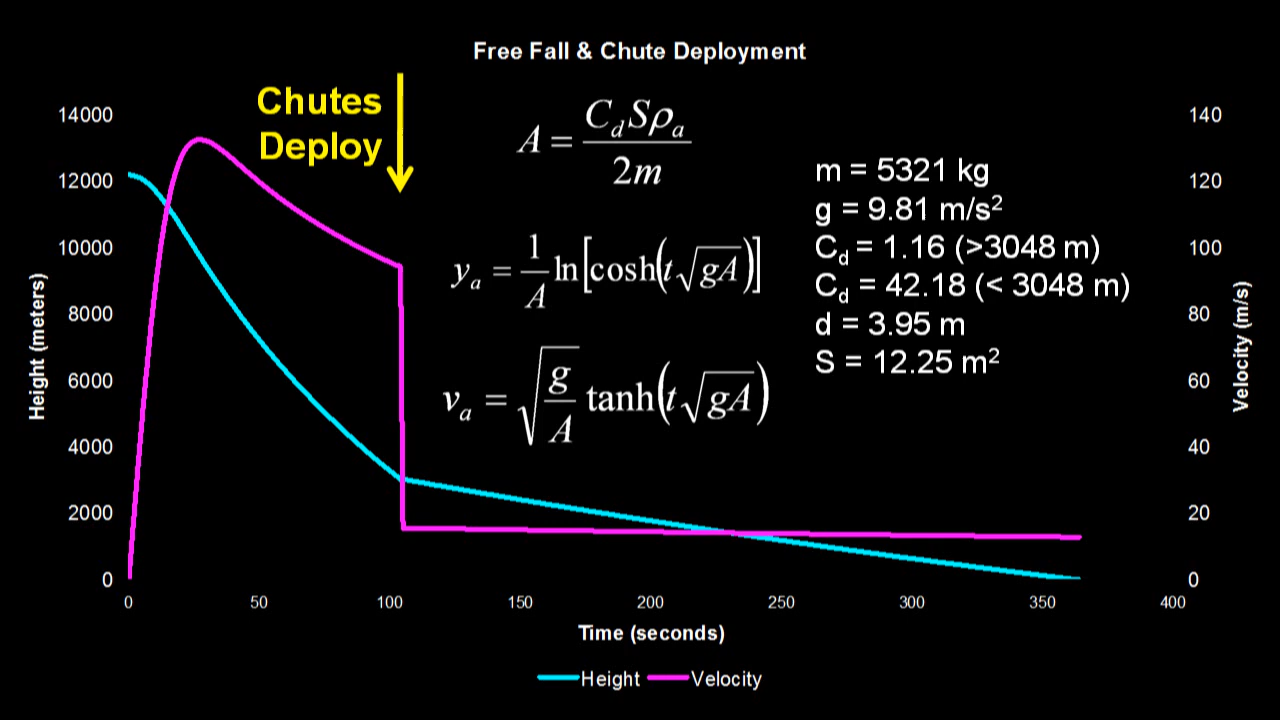 Free Fall & Chute Deployment
Chutes
Deploy
14000
12000
10000
8000
6000
4000
2000
0
Height (meters)
A = C_d S ρ_a / 2m
y_a = 1/A ln[cosh(t√gA)]
v_a = √(g/A) tanh(t√gA)
m = 5321 kg
g = 9.81 m/s²
C_d = 1.16 (>3048 m)
C_d = 42.18 (< 3048 m)
d = 3.95 m
S = 12.25 m²
140
120
100
80
60
40
20
0
Velocity (m/s)
0 50 100 150 200 250 300 350 400
Time (seconds)
Height Velocity